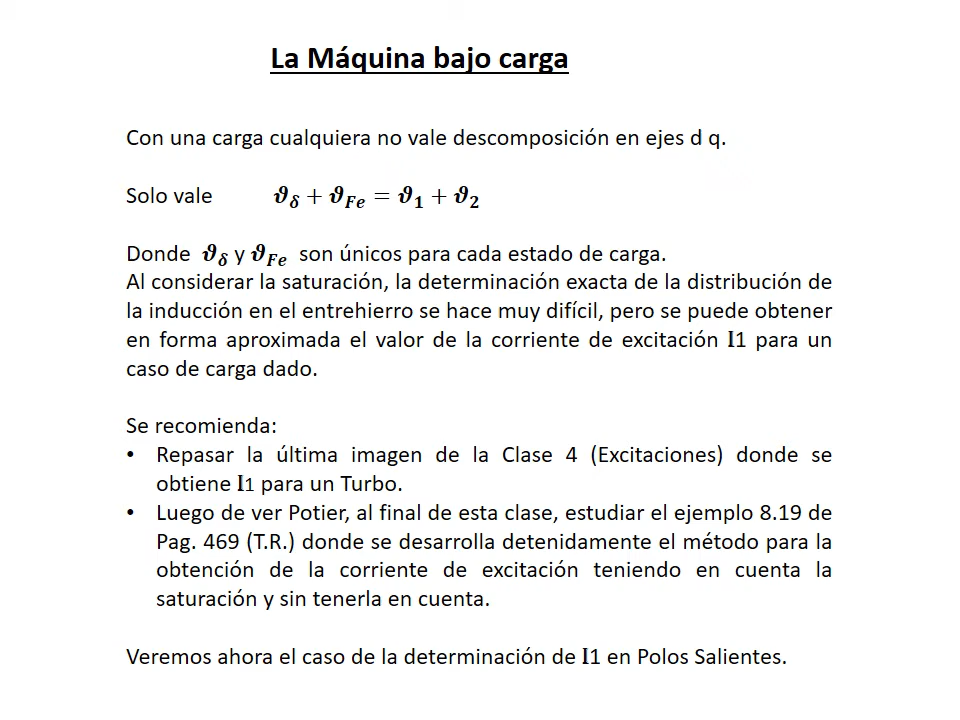 La Máquina bajo carga
Con una carga cualquiera no vale descomposición en ejes d q.
Solo vale ϑδ + ϑFe = ϑ1 + ϑ2
Donde ϑδ y ϑFe son únicos para cada estado de carga.
Al considerar la saturación, la determinación exacta de la distribución de
la inducción en el entrehierro se hace muy difícil, pero se puede obtener
en forma aproximada el valor de la corriente de excitación I1 para un
caso de carga dado.
Se recomienda:
• Repasar la última imagen de la Clase 4 (Excitaciones) donde se
obtiene I1 para un Turbo.
• Luego de ver Potier, al final de esta clase, estudiar el ejemplo 8.19 de
Pag. 469 (T.R.) donde se desarrolla detenidamente el método para la
obtención de la corriente de excitación teniendo en cuenta la
saturación y sin tenerla en cuenta.
Veremos ahora el caso de la determinación de I1 en Polos Salientes.